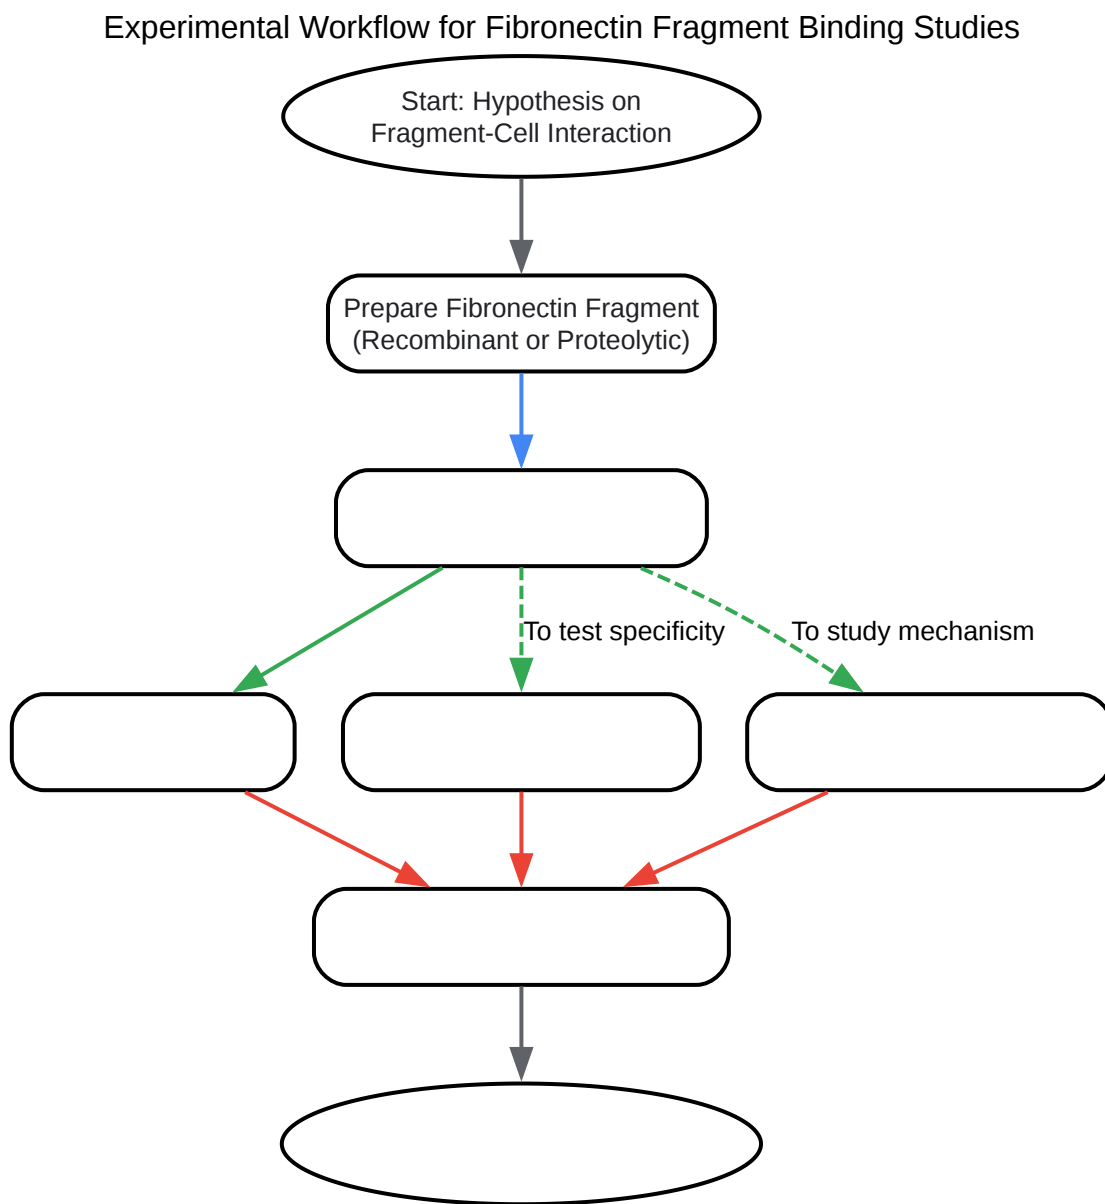 Experimental Workflow for Fibronectin Fragment Binding Studies
Start: Hypothesis on
Fragment-Cell Interaction
Prepare Fibronectin Fragment
(Recombinant or Proteolytic)
To test specificity
To study mechanism